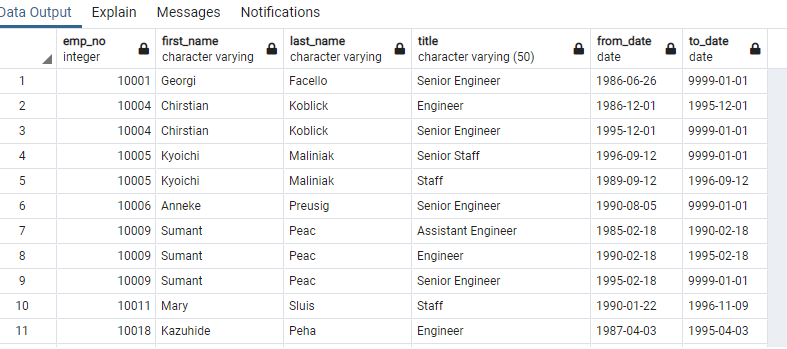 Data Output Explain Messages Notifications
emp_no first_name last_name title from_date to_date
integer character varying character varying character varying (50) date date
1 10001 Georgi Facello Senior Engineer 1986-06-26 9999-01-01
2 10004 Chirstian Koblick Engineer 1986-12-01 1995-12-01
3 10004 Chirstian Koblick Senior Engineer 1995-12-01 9999-01-01
4 10005 Kyoichi Maliniak Senior Staff 1996-09-12 9999-01-01
5 10005 Kyoichi Maliniak Staff 1989-09-12 1996-09-12
6 10006 Anneke Preusig Senior Engineer 1990-08-05 9999-01-01
7 10009 Sumant Peac Assistant Engineer 1985-02-18 1990-02-18
8 10009 Sumant Peac Engineer 1990-02-18 1995-02-18
9 10009 Sumant Peac Senior Engineer 1995-02-18 9999-01-01
10 10011 Mary Sluis Staff 1990-01-22 1996-11-09
11 10018 Kazuhide Peha Engineer 1987-04-03 1995-04-03